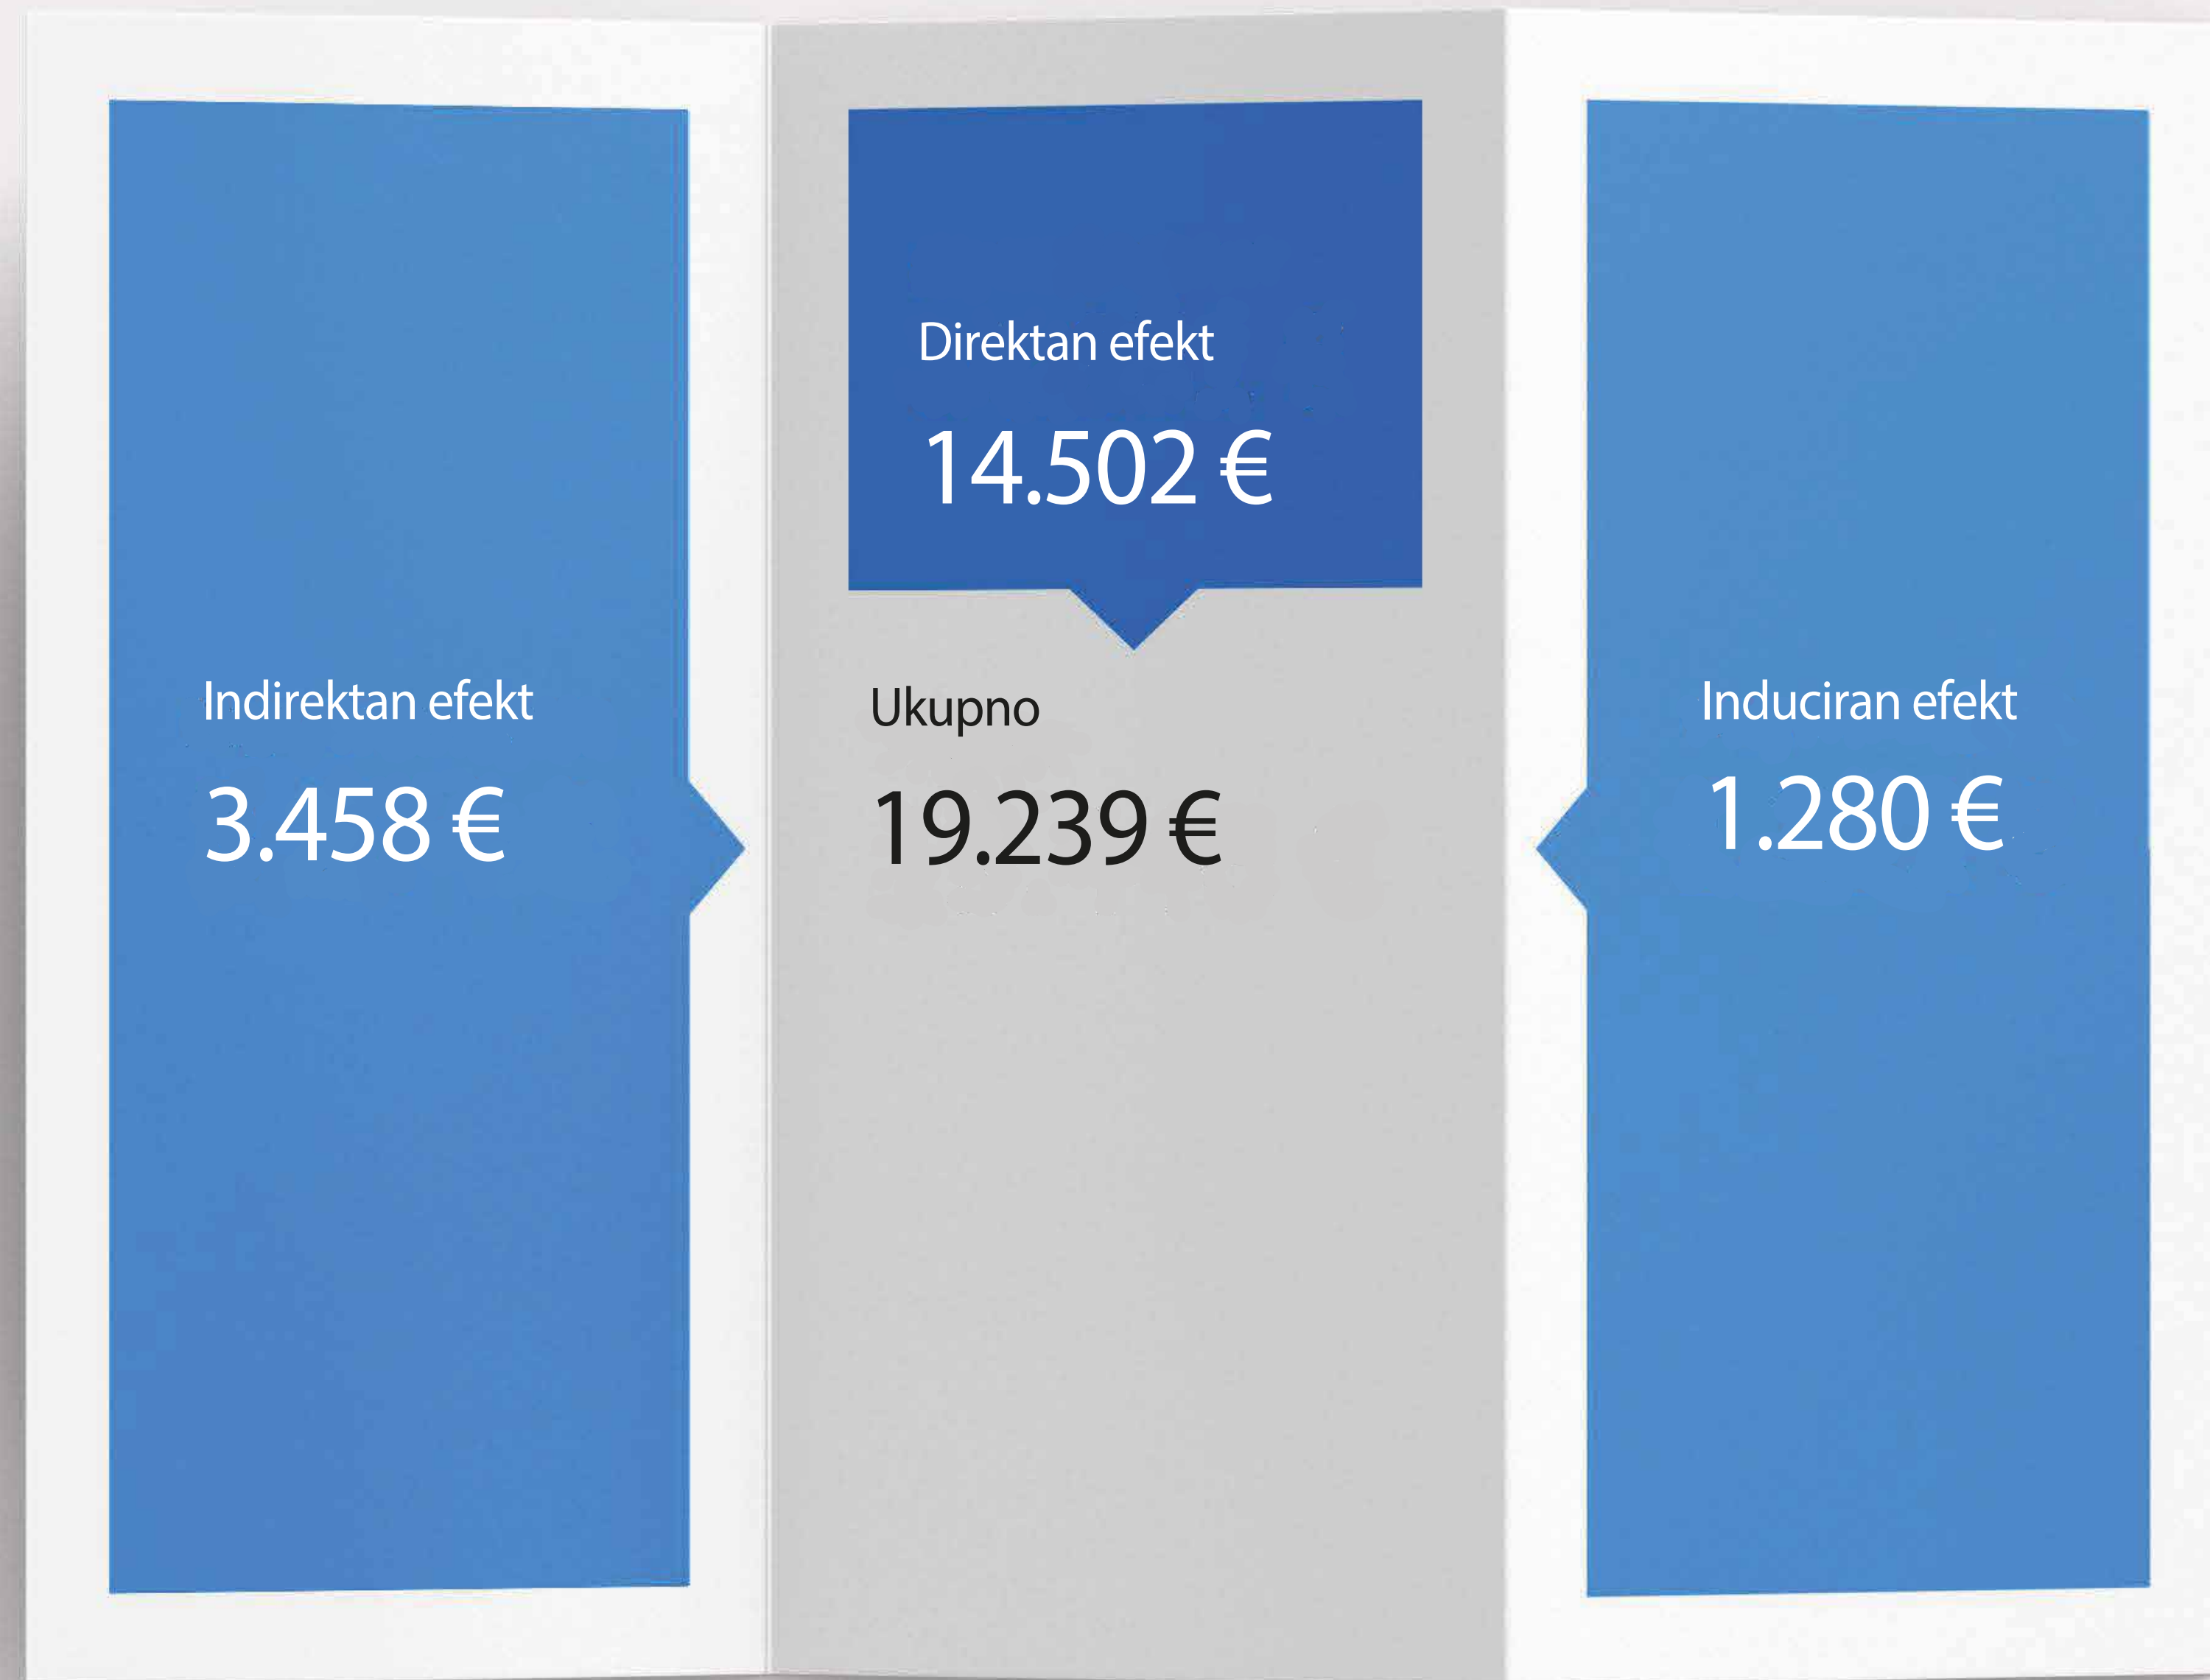 Indirektan efekt
3.458 €
Direktan efekt
14.502 €
Ukupno
19.239 €
Induciran efekt
1.280 €